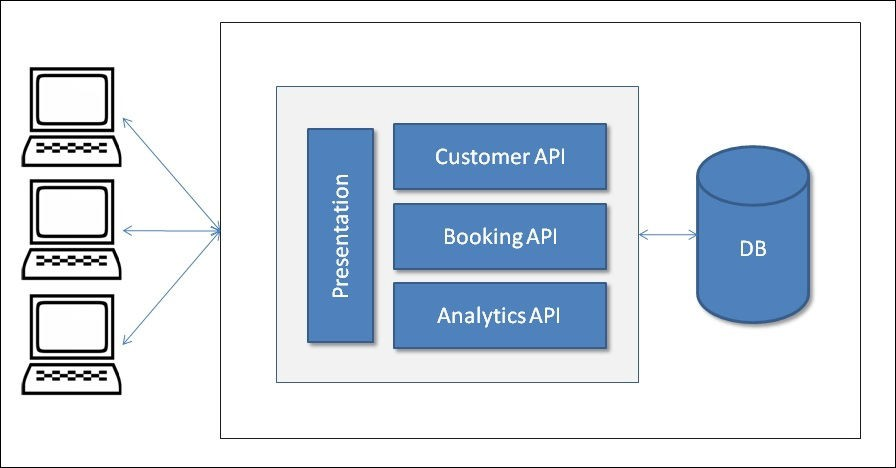 Presentation
Customer API
Booking API
Analytics API
DB